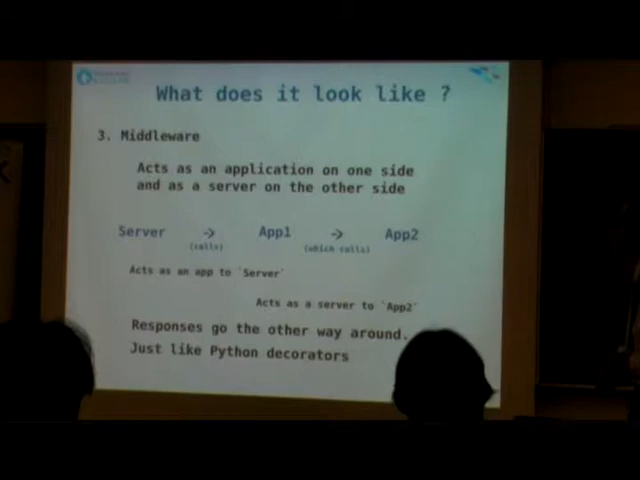 What does it look like ?
3. Middleware
Acts as an application on one side
and as a server on the other side
Server -> App1 -> App2
(calls) (which calls)
Acts as an app to `Server`
Acts as a server to `App2`
Responses go the other way around.
Just like Python decorators